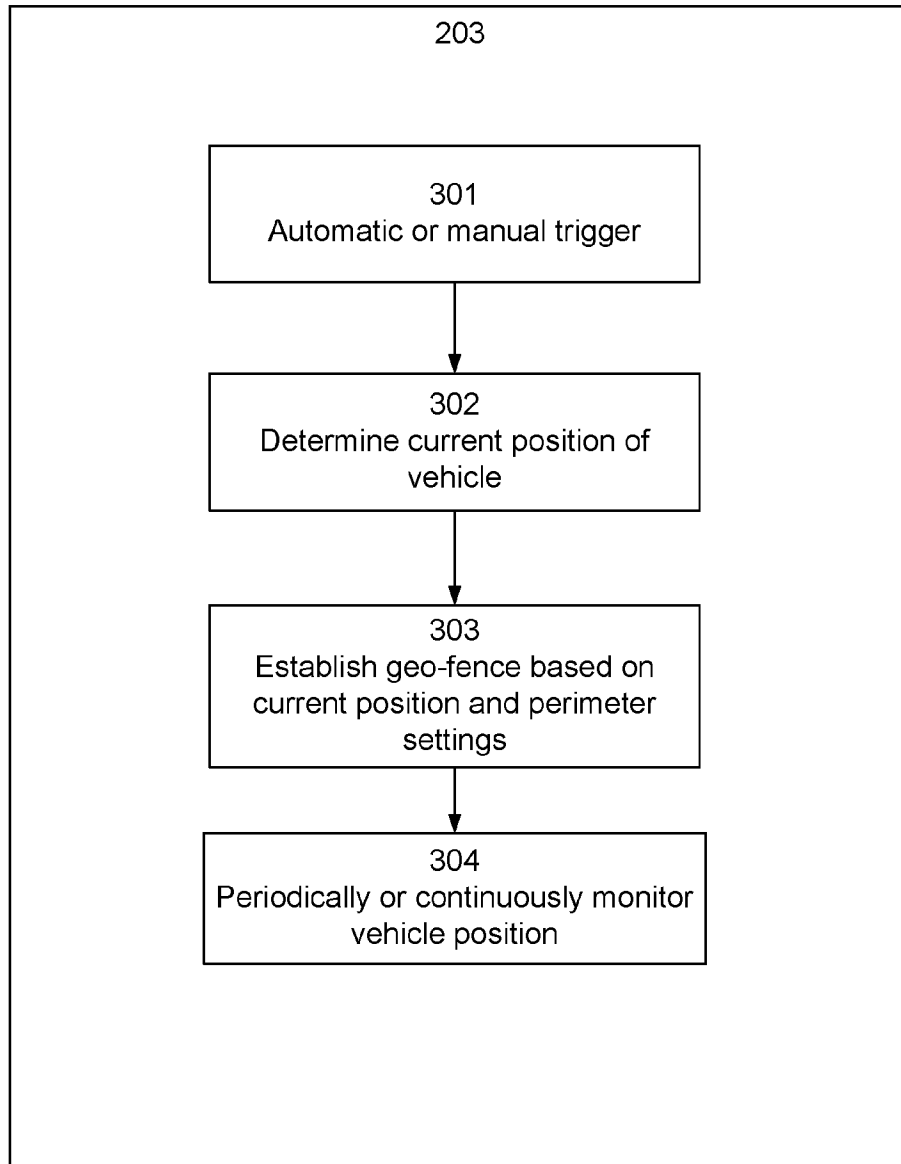 203
301
Automatic or manual trigger
302
Determine current position of
vehicle
303
Establish geo-fence based on
current position and perimeter
settings
304
Periodically or continuously monitor
vehicle position